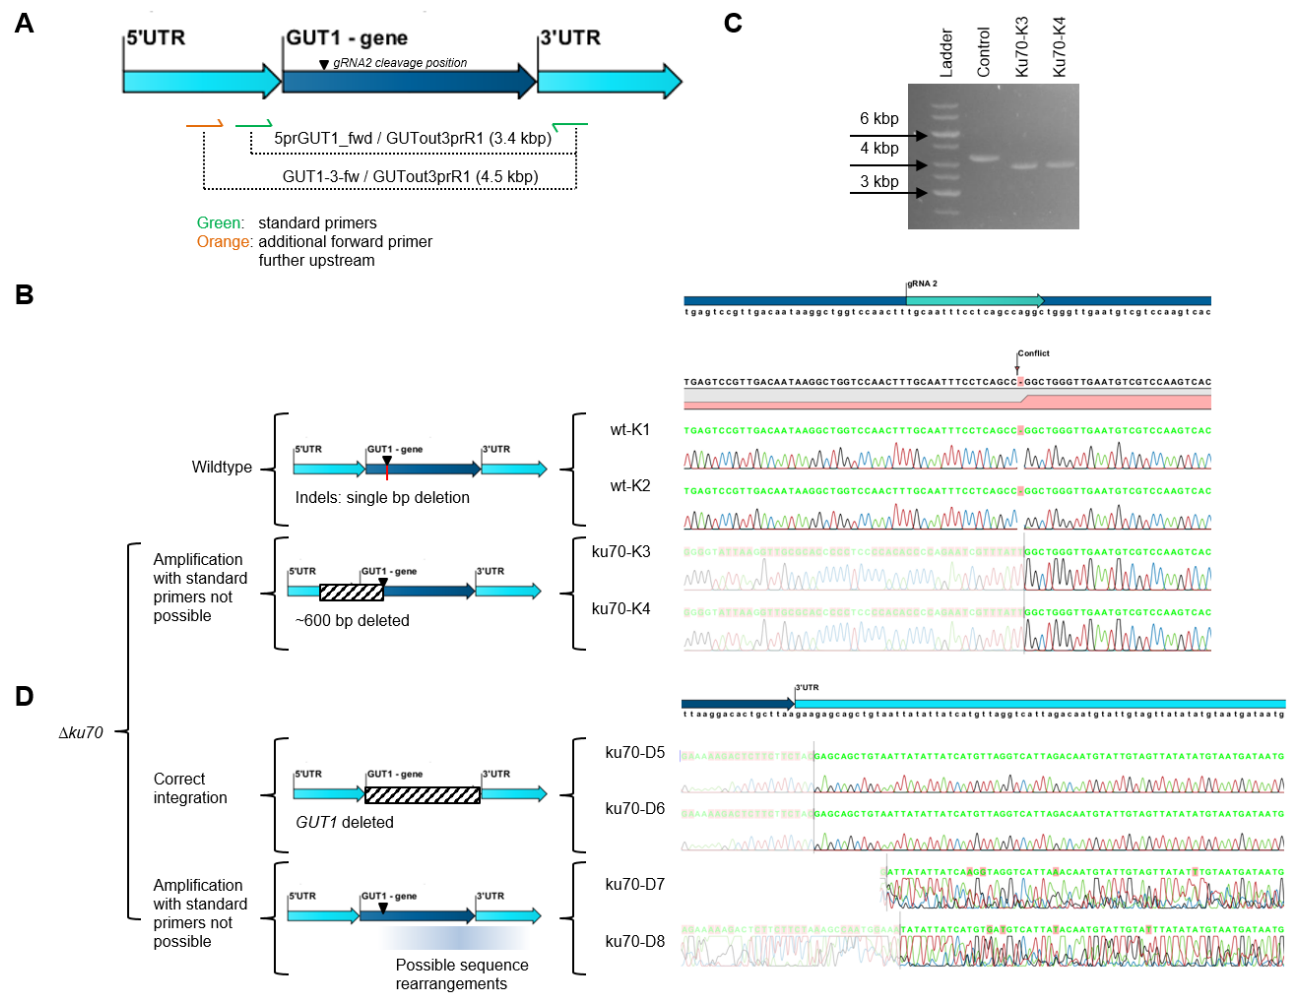 A
5'UTR
GUT1 - gene
3'UTR
gRNA2 cleavage position
5prGUT1_fwd / GUTout3prR1 (3.4 kbp)
GUT1-3-fw / GUTout3prR1 (4.5 kbp)
Green: standard primers
Orange: additional forward primer
further upstream
C
Ladder
Control
Ku70-K3
Ku70-K4
6 kbp
4 kbp
3 kbp
B
gRNA 2
tgagtccgttgacaataaggctggtccaactttgcaatttcctcagccaggctgggttgaatgtcgtccaagtcac
Conflict
TGAGTCCGTTGACAATAAGGCTGGTCCAACTTTGCAATTTCCTCAGCC-GGCTGGGTTGAATGTCGTCCAAGTCAC
Wildtype
5'UTR
GUT1 - gene
3'UTR
Indels: single bp deletion
wt-K1
TGAGTCCGTTGACAATAAGGCTGGTCCAACTTTGCAATTTCCTCAGCC-GGCTGGGTTGAATGTCGTCCAAGTCAC
wt-K2
TGAGTCCGTTGACAATAAGGCTGGTCCAACTTTGCAATTTCCTCAGCC-GGCTGGGTTGAATGTCGTCCAAGTCAC
Amplification
with standard
primers not
possible
5'UTR
GUT1 - gene
3'UTR
~600 bp deleted
ku70-K3
GGCTGGGTTGAATGTCGTCCAAGTCAC
ku70-K4
GGCTGGGTTGAATGTCGTCCAAGTCAC
D
Δku70
3'UTR
ttaaggacactgcttaagaagagcagctgtaattatattatcatgttaggtcattagacaatgtattgtagttatatatgtaatgataatg
Correct
integration
5'UTR
GUT1 - gene
3'UTR
GUT1 deleted
ku70-D5
GAGCAGCTGTAATTATATTATCATGTTAGGTCATTAGACAATGTATTGTAGTTATATATGTAATGATAATG
ku70-D6
GAGCAGCTGTAATTATATTATCATGTTAGGTCATTAGACAATGTATTGTAGTTATATATGTAATGATAATG
Amplification
with standard
primers not
possible
5'UTR
GUT1 - gene
3'UTR
Possible sequence
rearrangements
ku70-D7
ku70-D8